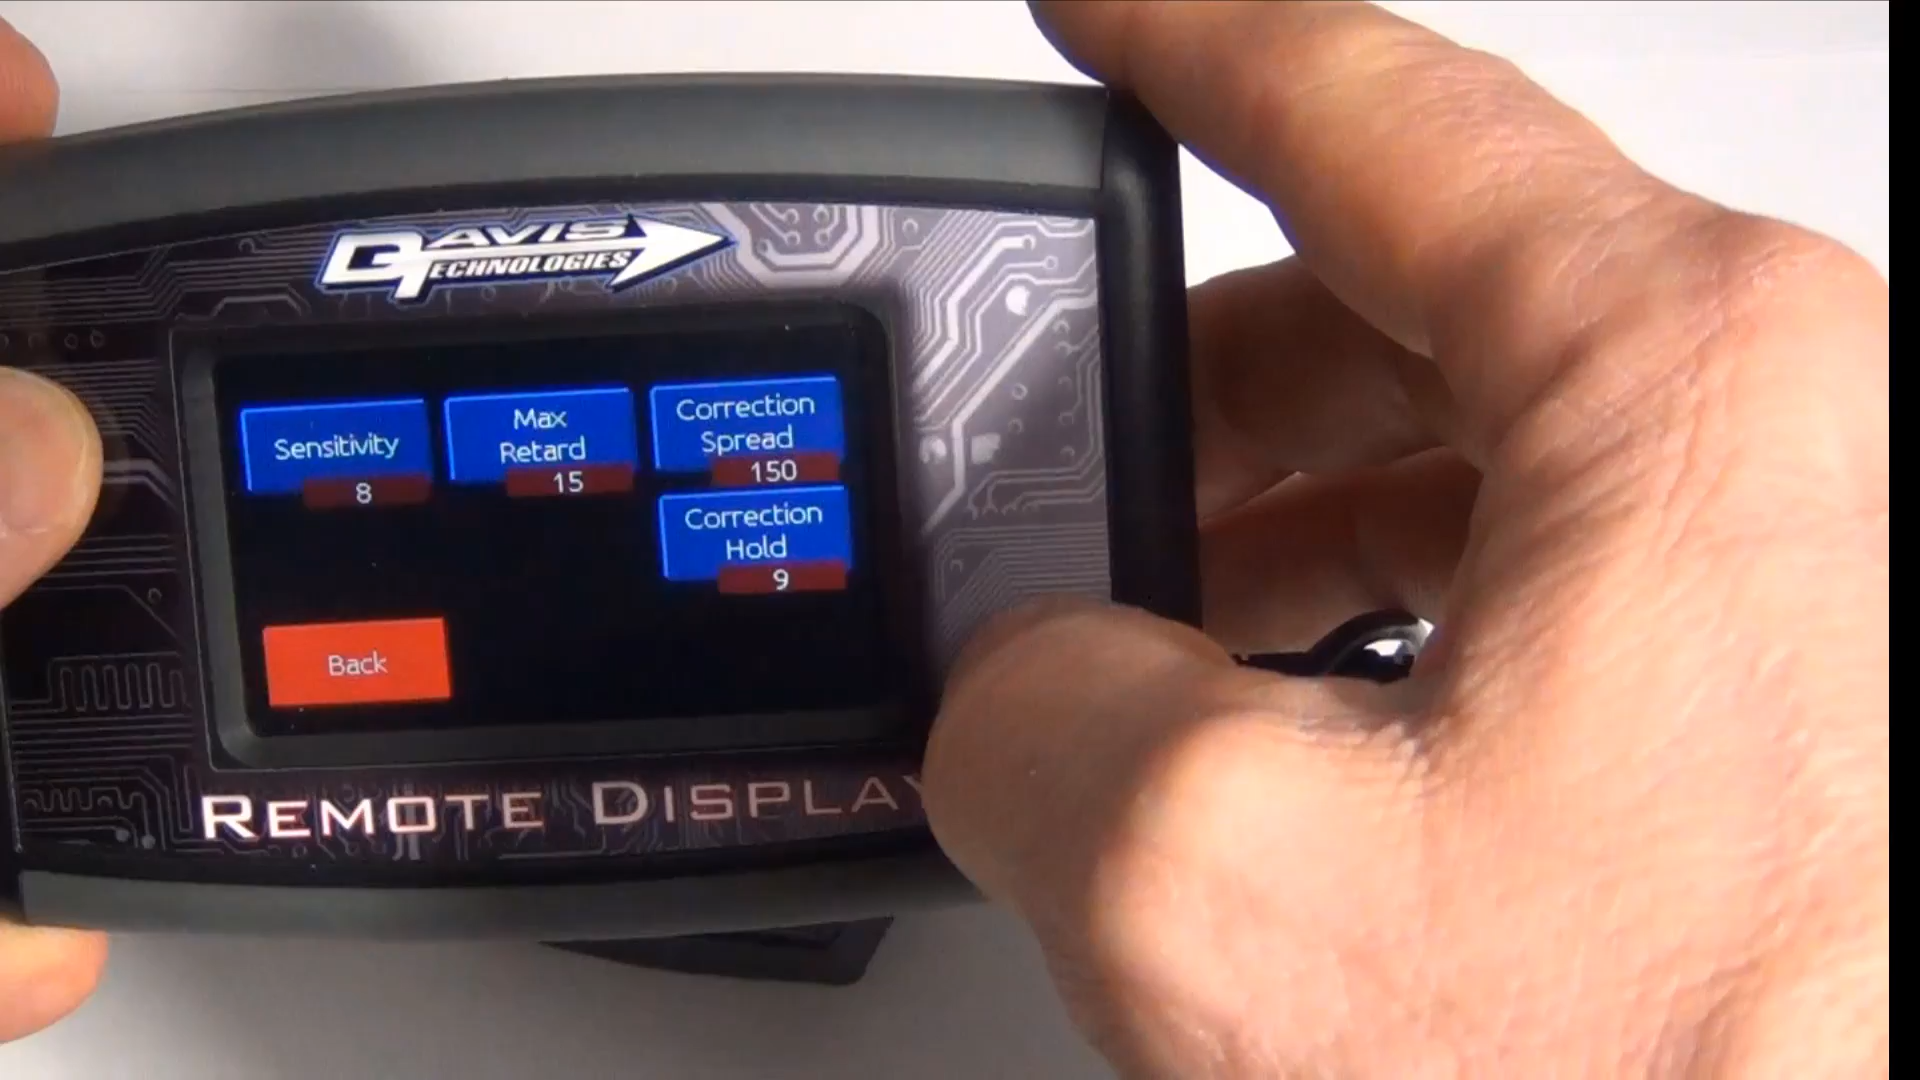 DAVIS
TECHNOLOGIES
Sensitivity
8
Max
Retard
15
Correction
Spread
150
Correction
Hold
9
Back
REMOTE DISPLAY